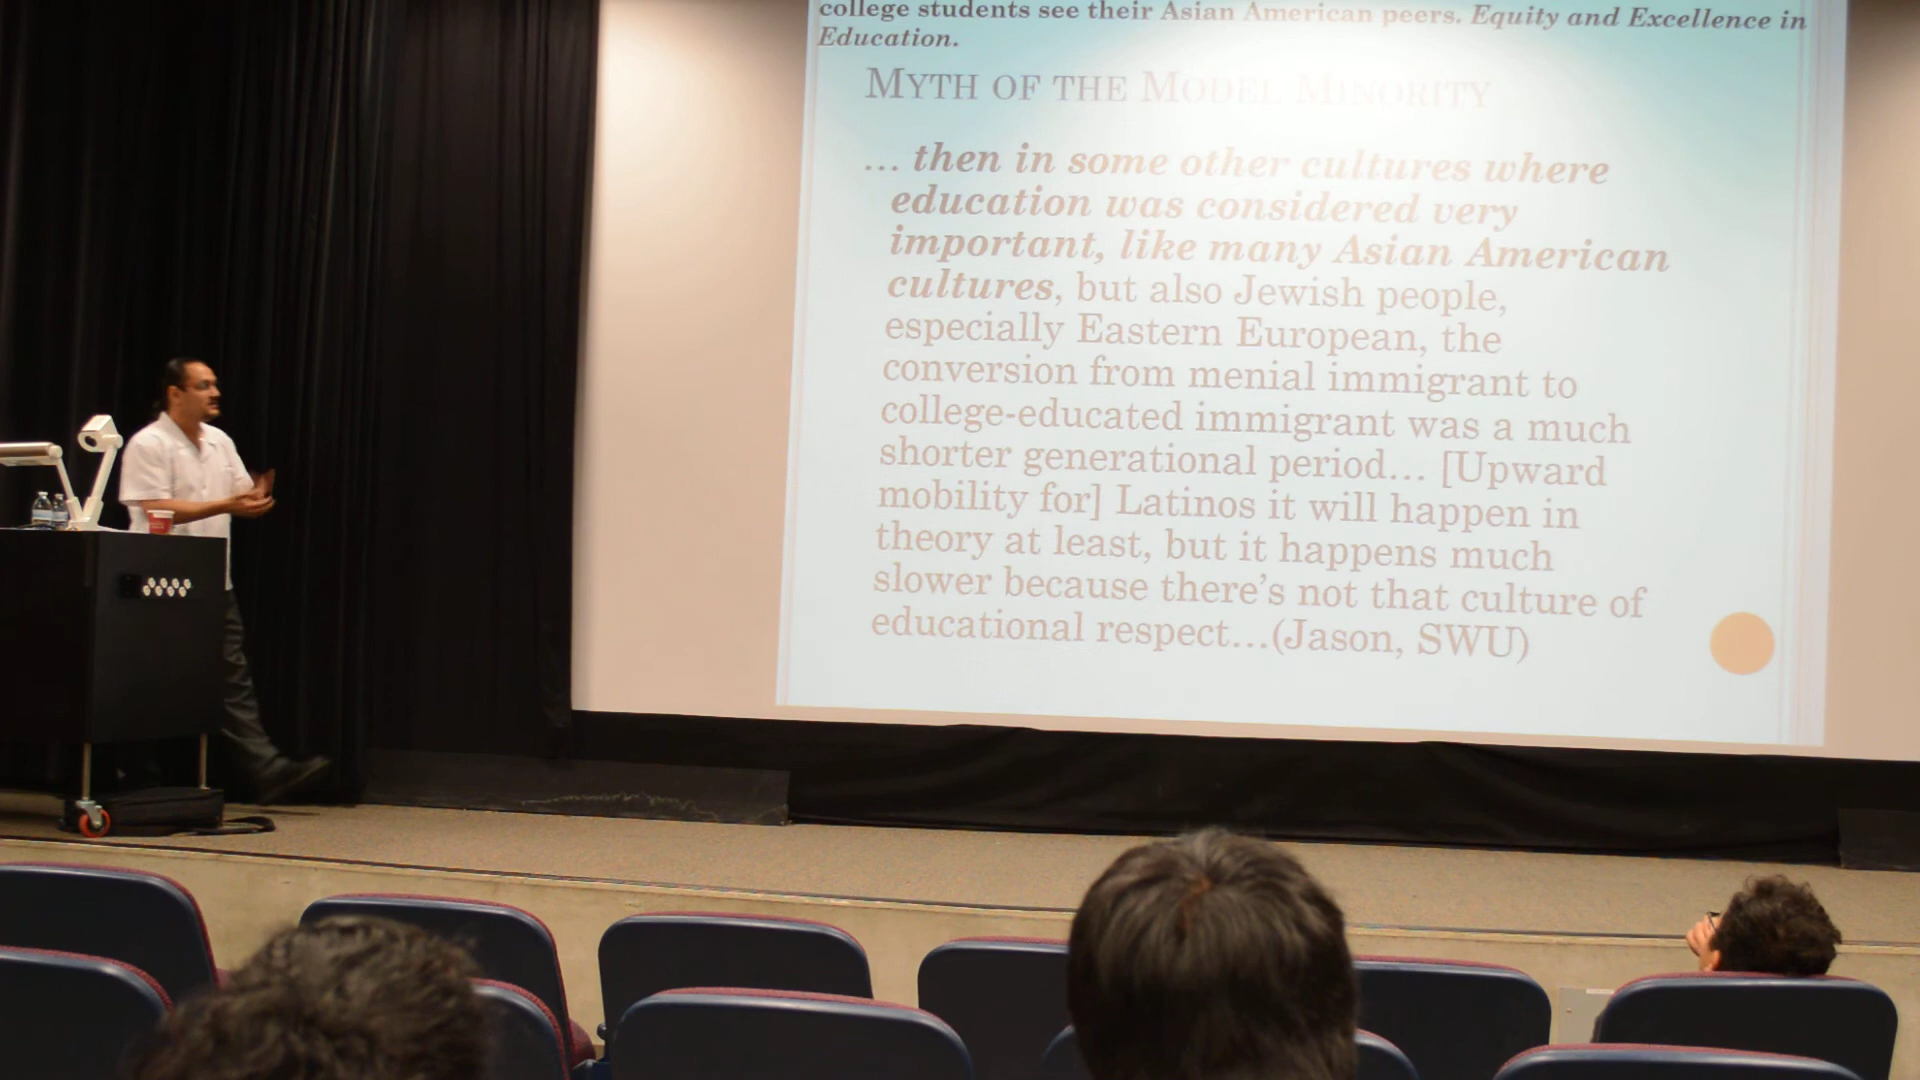 college students see their Asian American peers. Equity and Excellence in
Education.
MYTH OF THE MODEL MINORITY
... then in some other cultures where
education was considered very
important, like many Asian American
cultures, but also Jewish people,
especially Eastern European, the
conversion from menial immigrant to
college-educated immigrant was a much
shorter generational period... [Upward
mobility for] Latinos it will happen in
theory at least, but it happens much
slower because there's not that culture of
educational respect...(Jason, SWU)